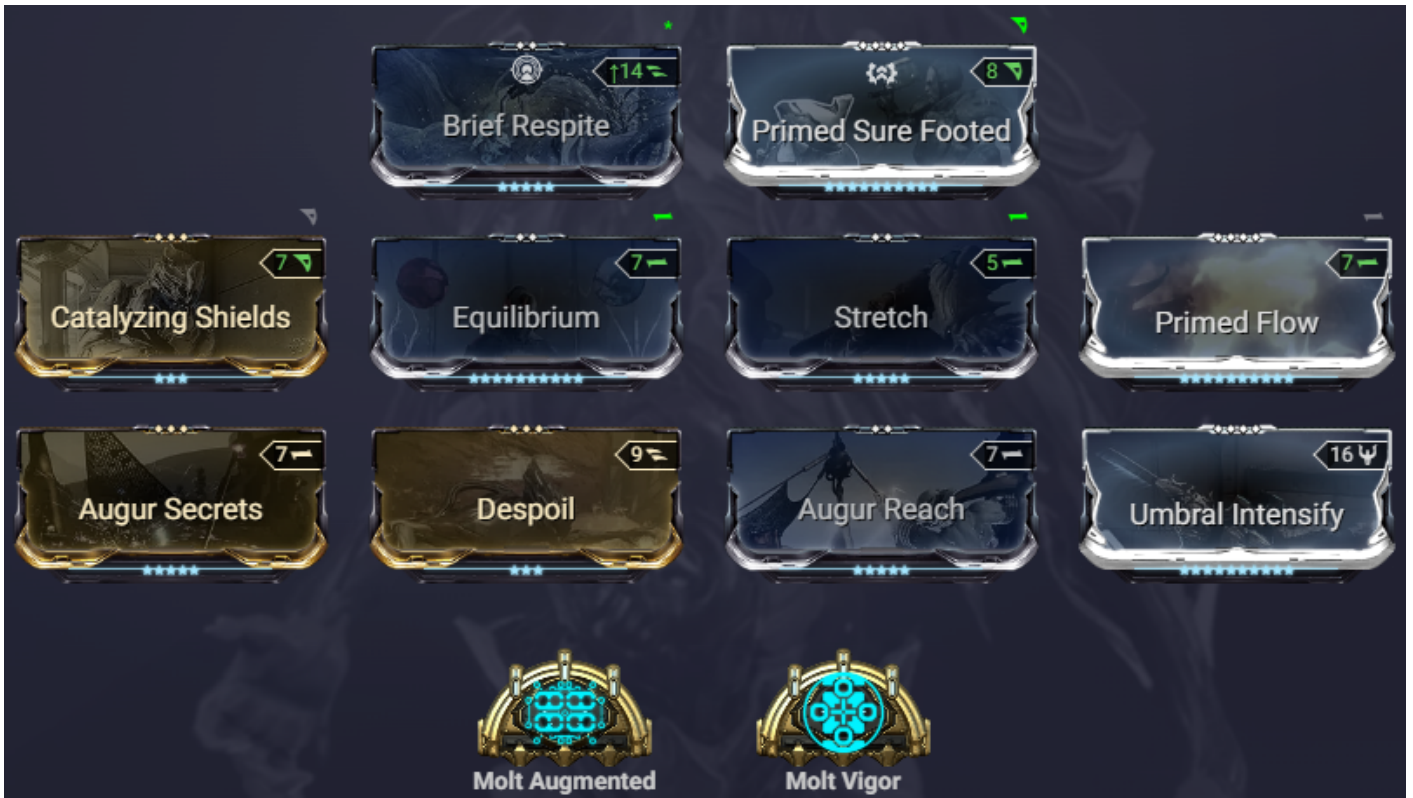 ↑14
8
Brief Respite
Primed Sure Footed
7
7
5
7
Catalyzing Shields
Equilibrium
Stretch
Primed Flow
7
9
7
16
Augur Secrets
Despoil
Augur Reach
Umbral Intensify
Molt Augmented
Molt Vigor